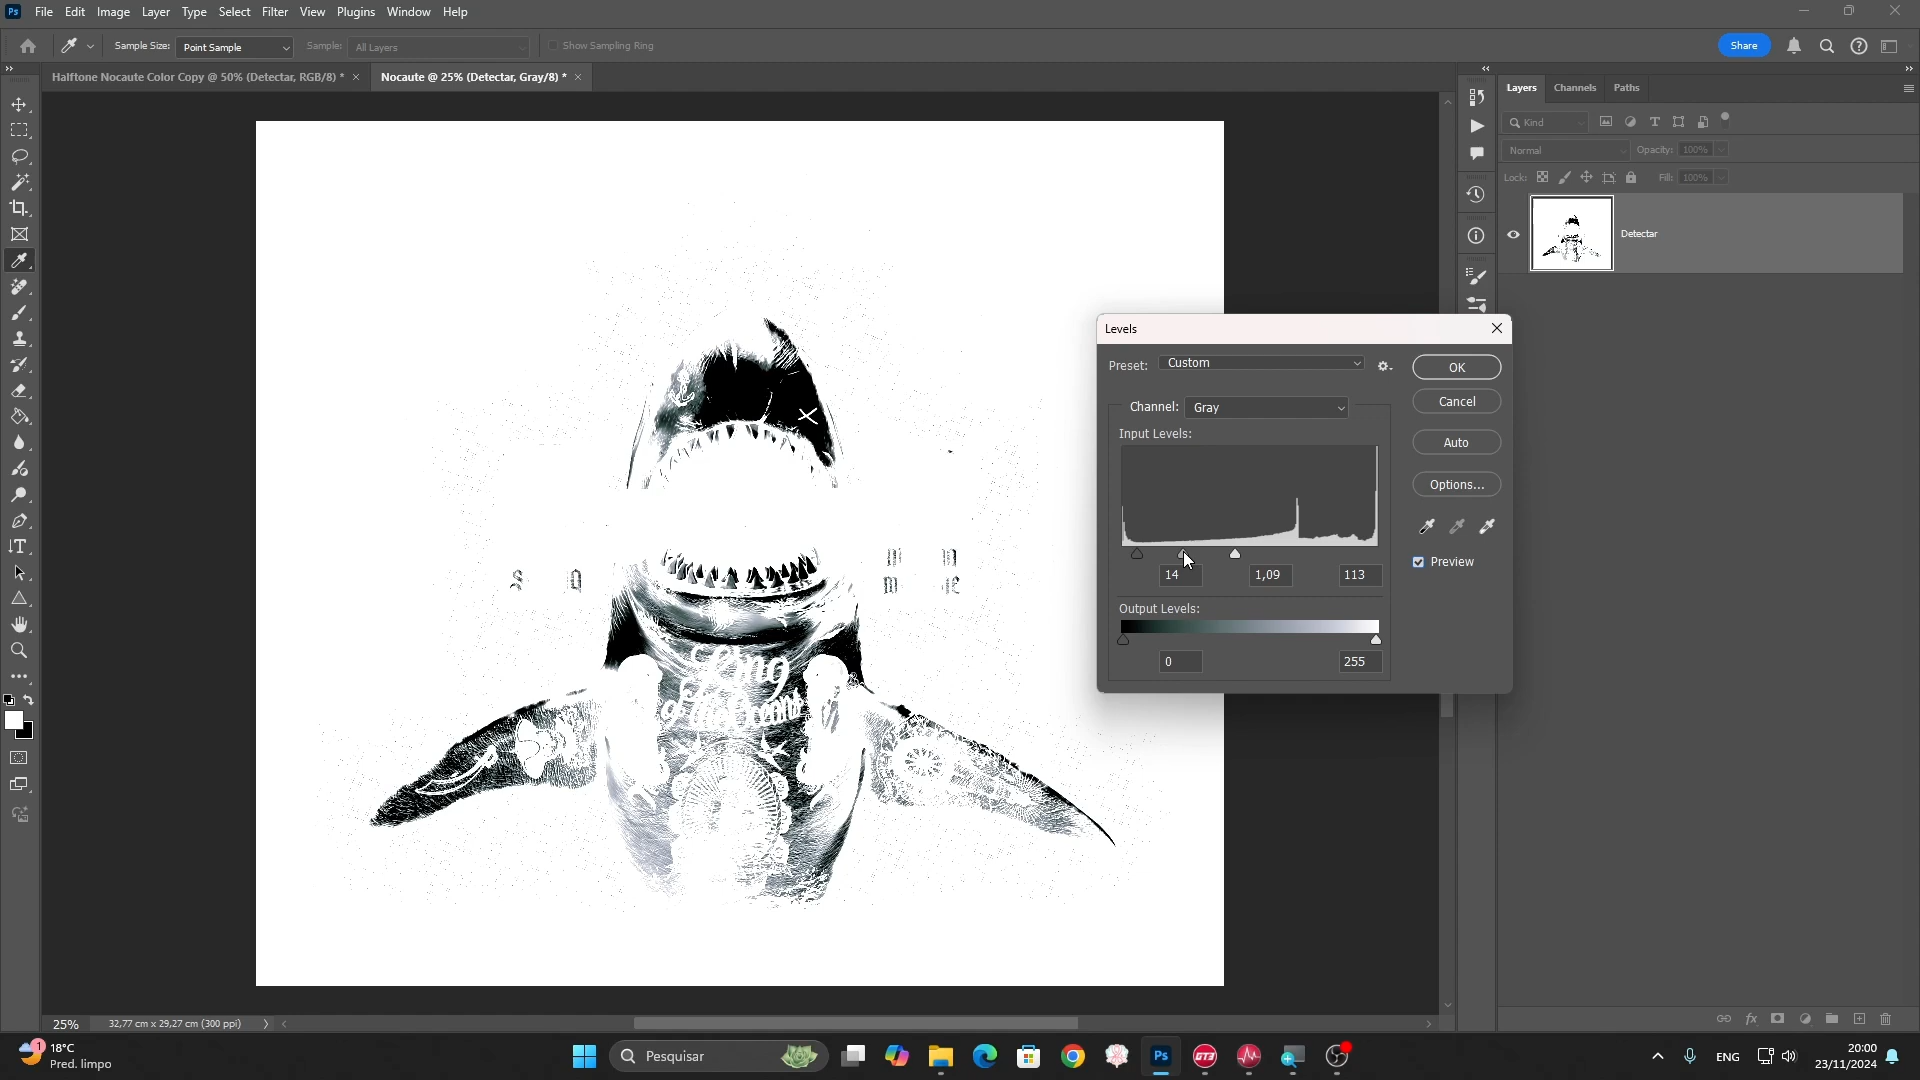 File Edit Image Layer Type Select Filter View Plugins Window Help
Sample Size: Point Sample Sample: All Layers Show Sampling Ring Share
Halftone Nocaute Color Copy @ 50% (Detectar, RGB/8) * Nocaute @ 25% (Detectar, Gray/8) *
Layers Channels Paths
Kind
Normal Opacity: 100%
Lock: Fill: 100%
Detectar
Levels
Preset: Custom OK
Channel: Gray Cancel
Input Levels: Auto
Options...
Preview
14 1,09 113
Output Levels:
0 255
King
25% 32,77 cm x 29,27 cm (300 ppi)
1 18°C
Pred. limpo
Pesquisar
Ps
GT3
ENG
20:00
23/11/2024